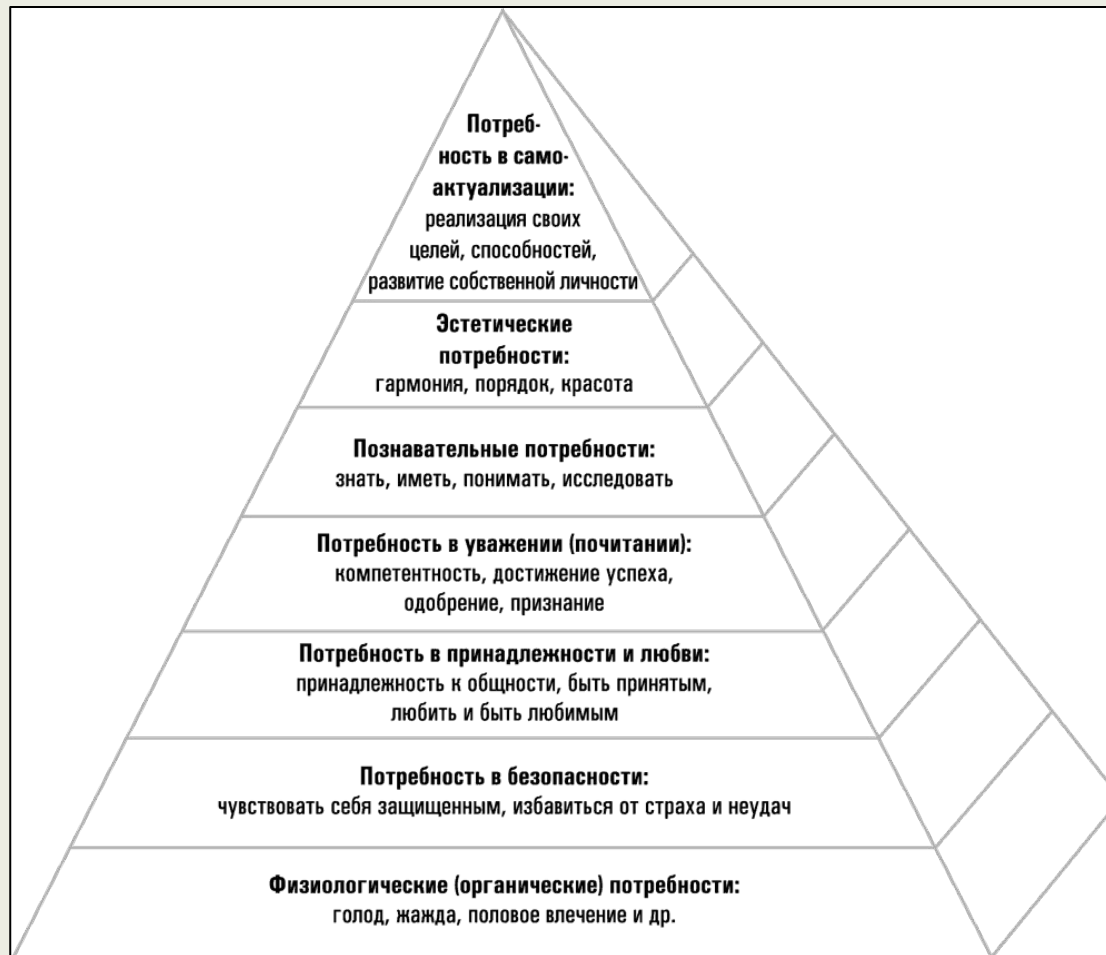 Потреб-
ность в само-
актуализации:
реализация своих
целей, способностей,
развитие собственной личности
Эстетические
потребности:
гармония, порядок, красота
Познавательные потребности:
знать, иметь, понимать, исследовать
Потребность в уважении (почитании):
компетентность, достижение успеха,
одобрение, признание
Потребность в принадлежности и любви:
принадлежность к общности, быть принятым,
любить и быть любимым
Потребность в безопасности:
чувствовать себя защищенным, избавиться от страха и неудач
Физиологические (органические) потребности:
голод, жажда, половое влечение и др.